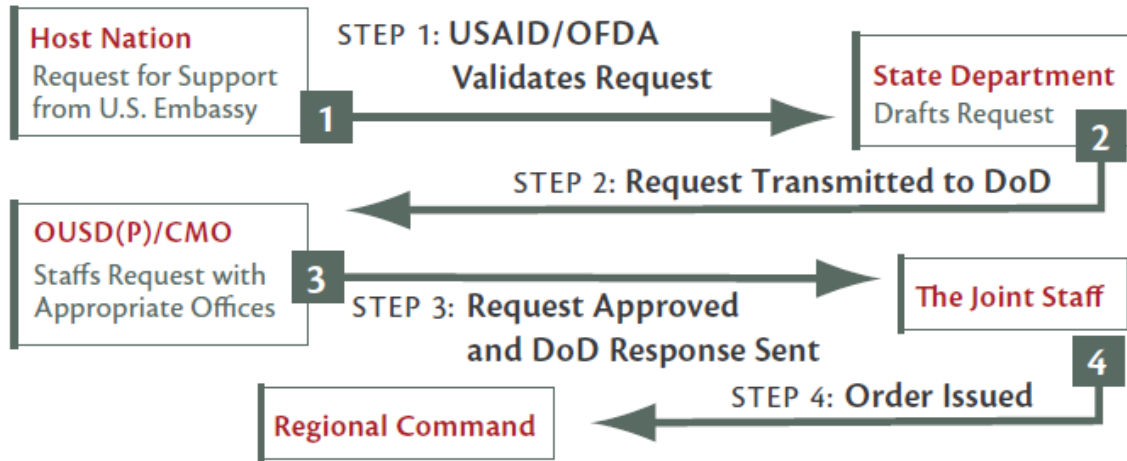 Host Nation
Request for Support
from U.S. Embassy
1
STEP 1: USAID/OFDA
Validates Request
State Department
Drafts Request
2
STEP 2: Request Transmitted to DoD
OUSD(P)/CMO
Staffs Request with
Appropriate Offices
3
STEP 3: Request Approved
and DoD Response Sent
The Joint Staff
4
STEP 4: Order Issued
Regional Command